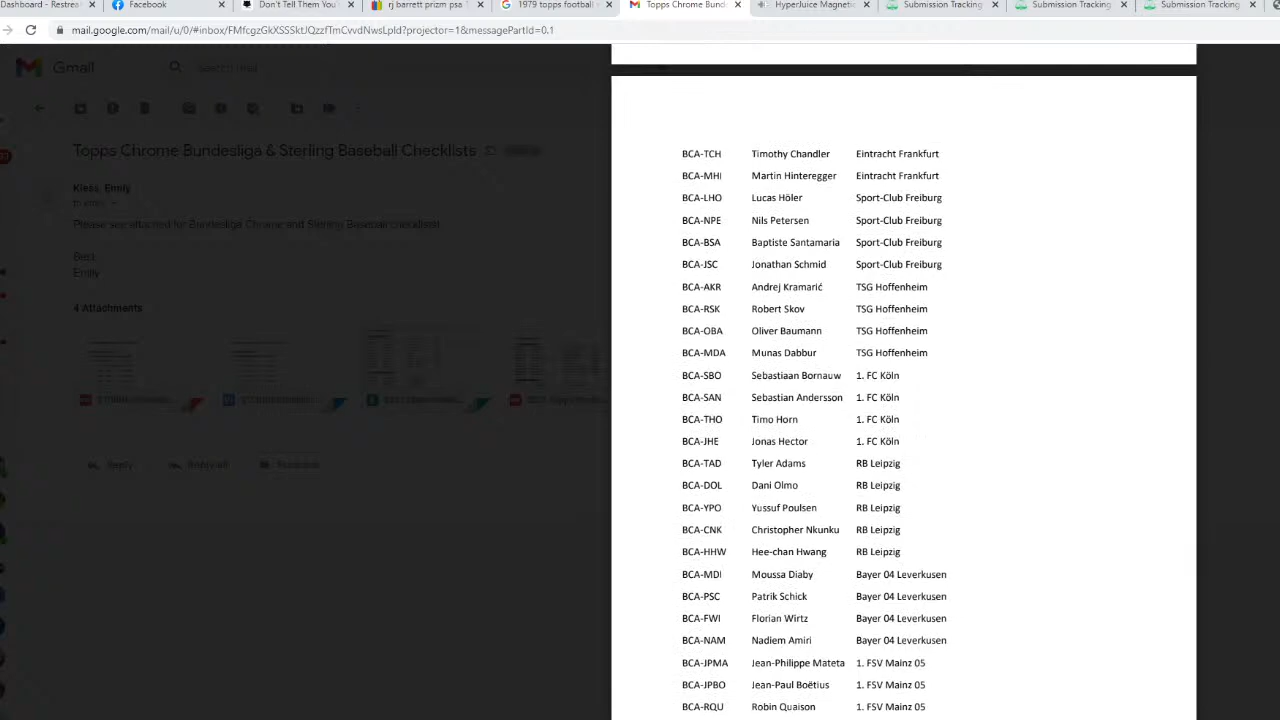 Dashboard - Restrea
Facebook
Don't Tell Them You'
rj barrett prizm psa
1979 topps football
Topps Chrome Bund
HyperJuice Magnetic
Submission Tracking
Submission Tracking
Submission Tracking
mail.google.com/mail/u/0/#inbox/FMfcgzGkXSSSktJQzzfTmCvvdNwsLpld?projector=1&messagePartId=0.1
Gmail
Topps Chrome Bundesliga & Sterling Baseball Checklists
Kless, Emily
Please see attached for Bundesliga Chrome and Sterling Baseball checklists!!
Best,
Emily
4 Attachments
Reply
Reply all
Forward
BCA-TCH Timothy Chandler Eintracht Frankfurt
BCA-MHI Martin Hinteregger Eintracht Frankfurt
BCA-LHO Lucas Höler Sport-Club Freiburg
BCA-NPE Nils Petersen Sport-Club Freiburg
BCA-BSA Baptiste Santamaria Sport-Club Freiburg
BCA-JSC Jonathan Schmid Sport-Club Freiburg
BCA-AKR Andrej Kramarić TSG Hoffenheim
BCA-RSK Robert Skov TSG Hoffenheim
BCA-OBA Oliver Baumann TSG Hoffenheim
BCA-MDA Munas Dabbur TSG Hoffenheim
BCA-SBO Sebastiaan Bornauw 1. FC Köln
BCA-SAN Sebastian Andersson 1. FC Köln
BCA-THO Timo Horn 1. FC Köln
BCA-JHE Jonas Hector 1. FC Köln
BCA-TAD Tyler Adams RB Leipzig
BCA-DOL Dani Olmo RB Leipzig
BCA-YPO Yussuf Poulsen RB Leipzig
BCA-CNK Christopher Nkunku RB Leipzig
BCA-HHW Hee-chan Hwang RB Leipzig
BCA-MDI Moussa Diaby Bayer 04 Leverkusen
BCA-PSC Patrik Schick Bayer 04 Leverkusen
BCA-FWI Florian Wirtz Bayer 04 Leverkusen
BCA-NAM Nadiem Amiri Bayer 04 Leverkusen
BCA-JPMA Jean-Philippe Mateta 1. FSV Mainz 05
BCA-JPBO Jean-Paul Boëtius 1. FSV Mainz 05
BCA-RQU Robin Quaison 1. FSV Mainz 05